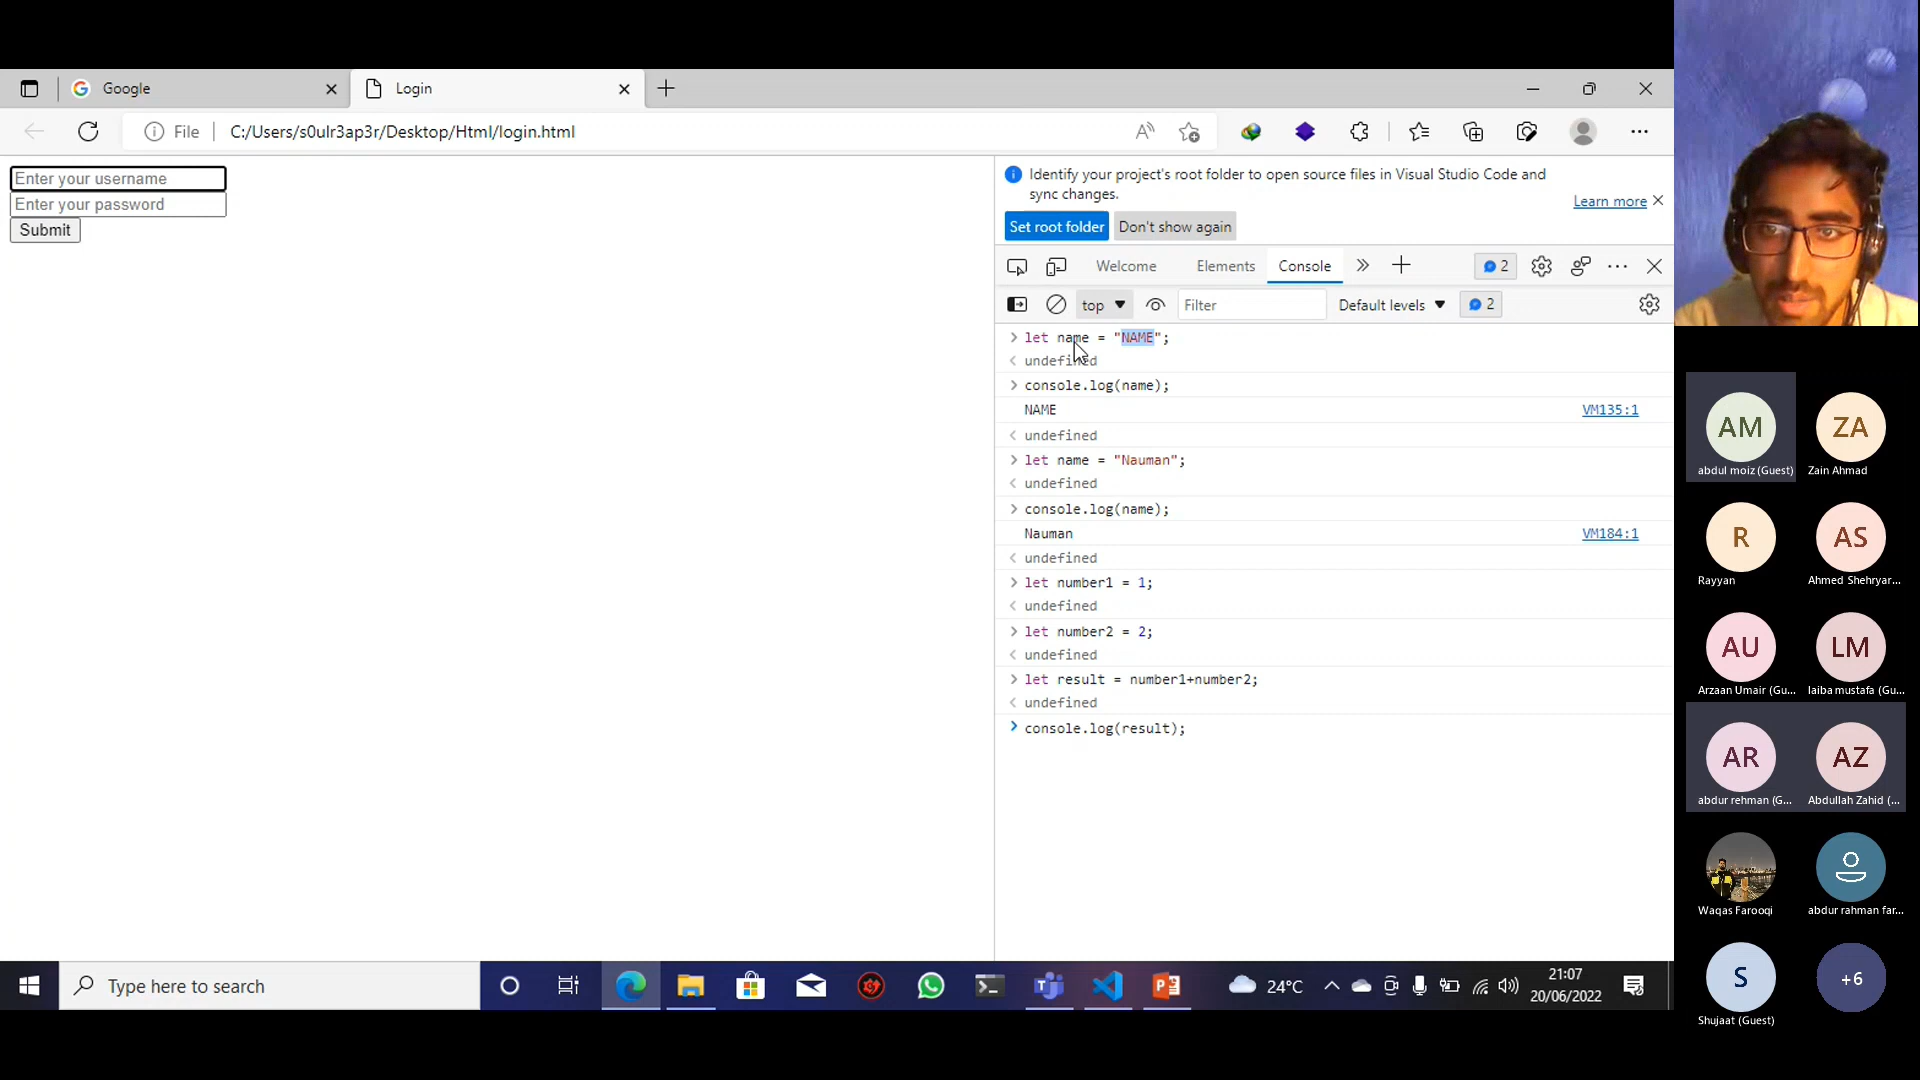 Google
Login
File
C:/Users/s0ulr3ap3r/Desktop/Html/login.html
Enter your username
Enter your password
Submit
Identify your project's root folder to open source files in Visual Studio Code and
sync changes.
Learn more
Set root folder
Don't show again
Welcome
Elements
Console
2
top
Filter
Default levels
2
let name = "NAME";
undefined
console.log(name);
NAME
VM135:1
undefined
let name = "Nauman";
undefined
console.log(name);
Nauman
VM184:1
undefined
let number1 = 1;
undefined
let number2 = 2;
undefined
let result = number1+number2;
undefined
console.log(result);
AM
abdul moiz (Guest)
ZA
Zain Ahmad
R
Rayyan
AS
Ahmed Shehryar...
AU
Arzaan Umair (Gu...
LM
laiba mustafa (Gu...
AR
abdur rehman (G...
AZ
Abdullah Zahid (...
Waqas Farooqi
abdur rahman far...
S
Shujaat (Guest)
+6
Type here to search
24°C
21:07
20/06/2022